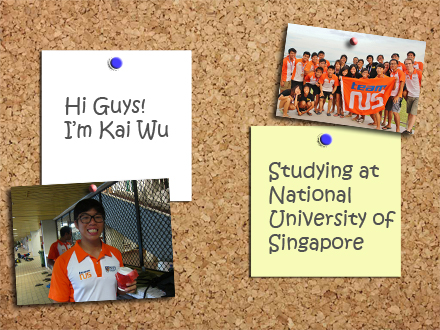 Hi Guys!
I'm Kai Wu
team
NUS
Studying at
National
University of
Singapore